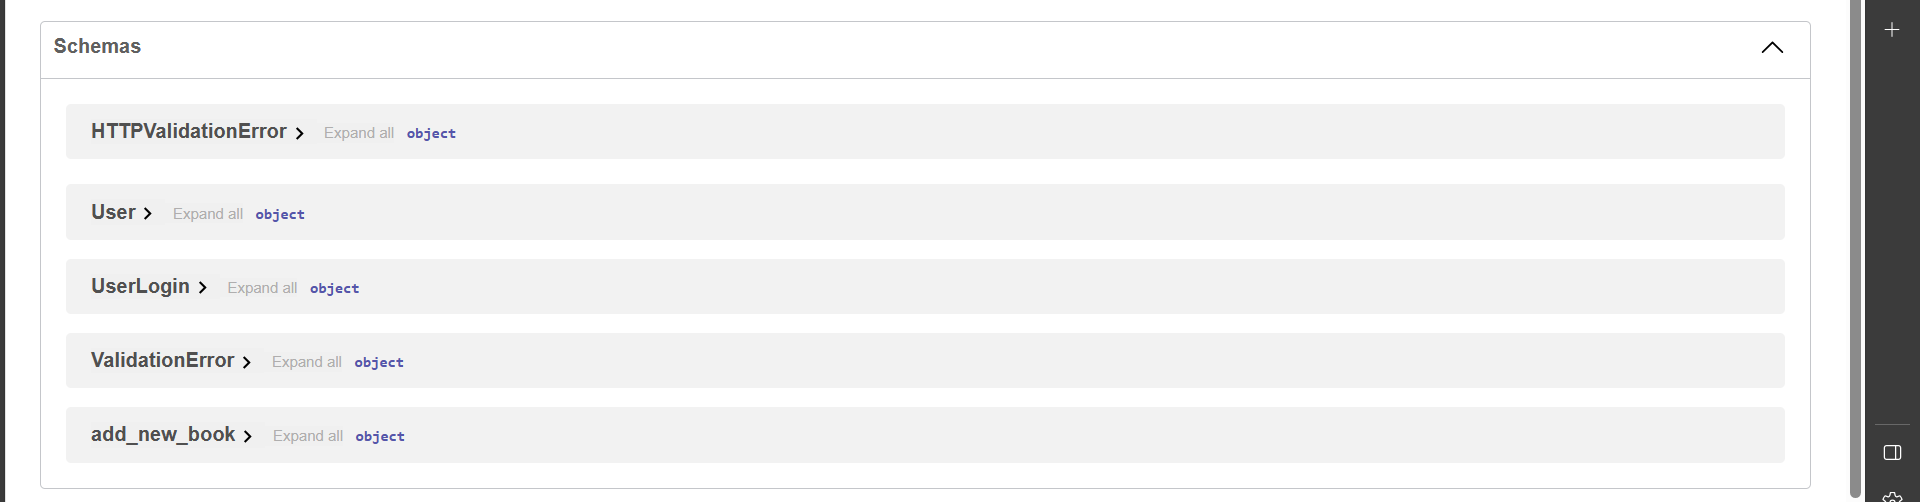 Schemas
HTTPValidationError Expand all object
User Expand all object
UserLogin Expand all object
ValidationError Expand all object
add_new_book Expand all object